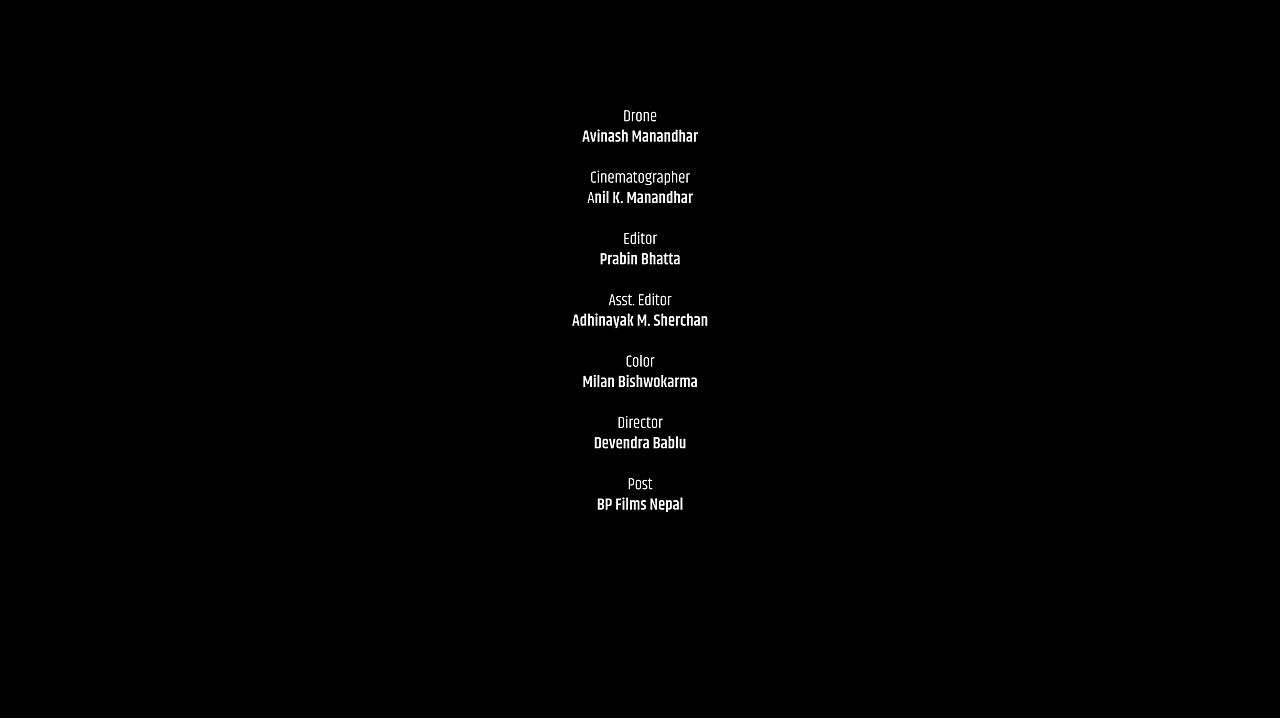 Drone
Avinash Manandhar
Cinematographer
Anil K. Manandhar
Editor
Prabin Bhatta
Asst. Editor
Adhinayak M. Sherchan
Color
Milan Bishwokarma
Director
Devendra Bablu
Post
BP Films Nepal